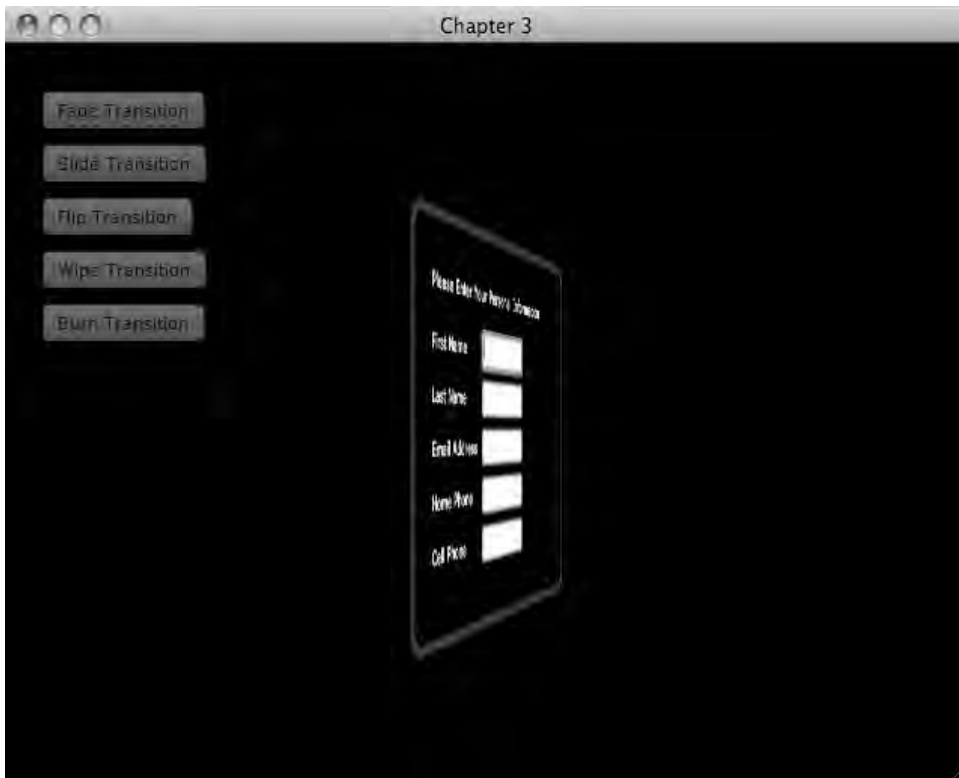 Chapter 3
Fade Transition
Slide Transition
Flip Transition
Wipe Transition
Burn Transition
Please Enter Your Personal Information
First Name
Last Name
Email Address
Home Phone
Cell Phone